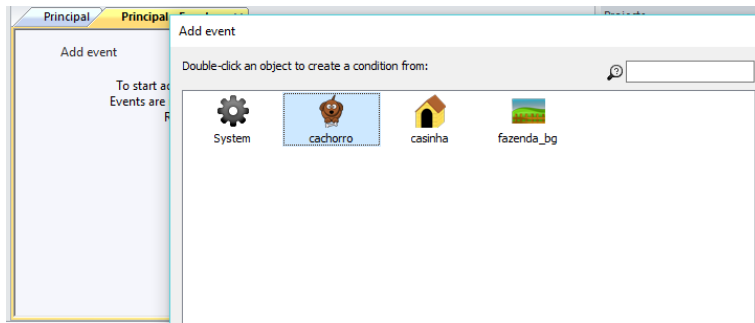 Principal
Principal
Add event
Add event
Double-click an object to create a condition from:
To start
Events are
System
cachorro
casinha
fazenda_bg